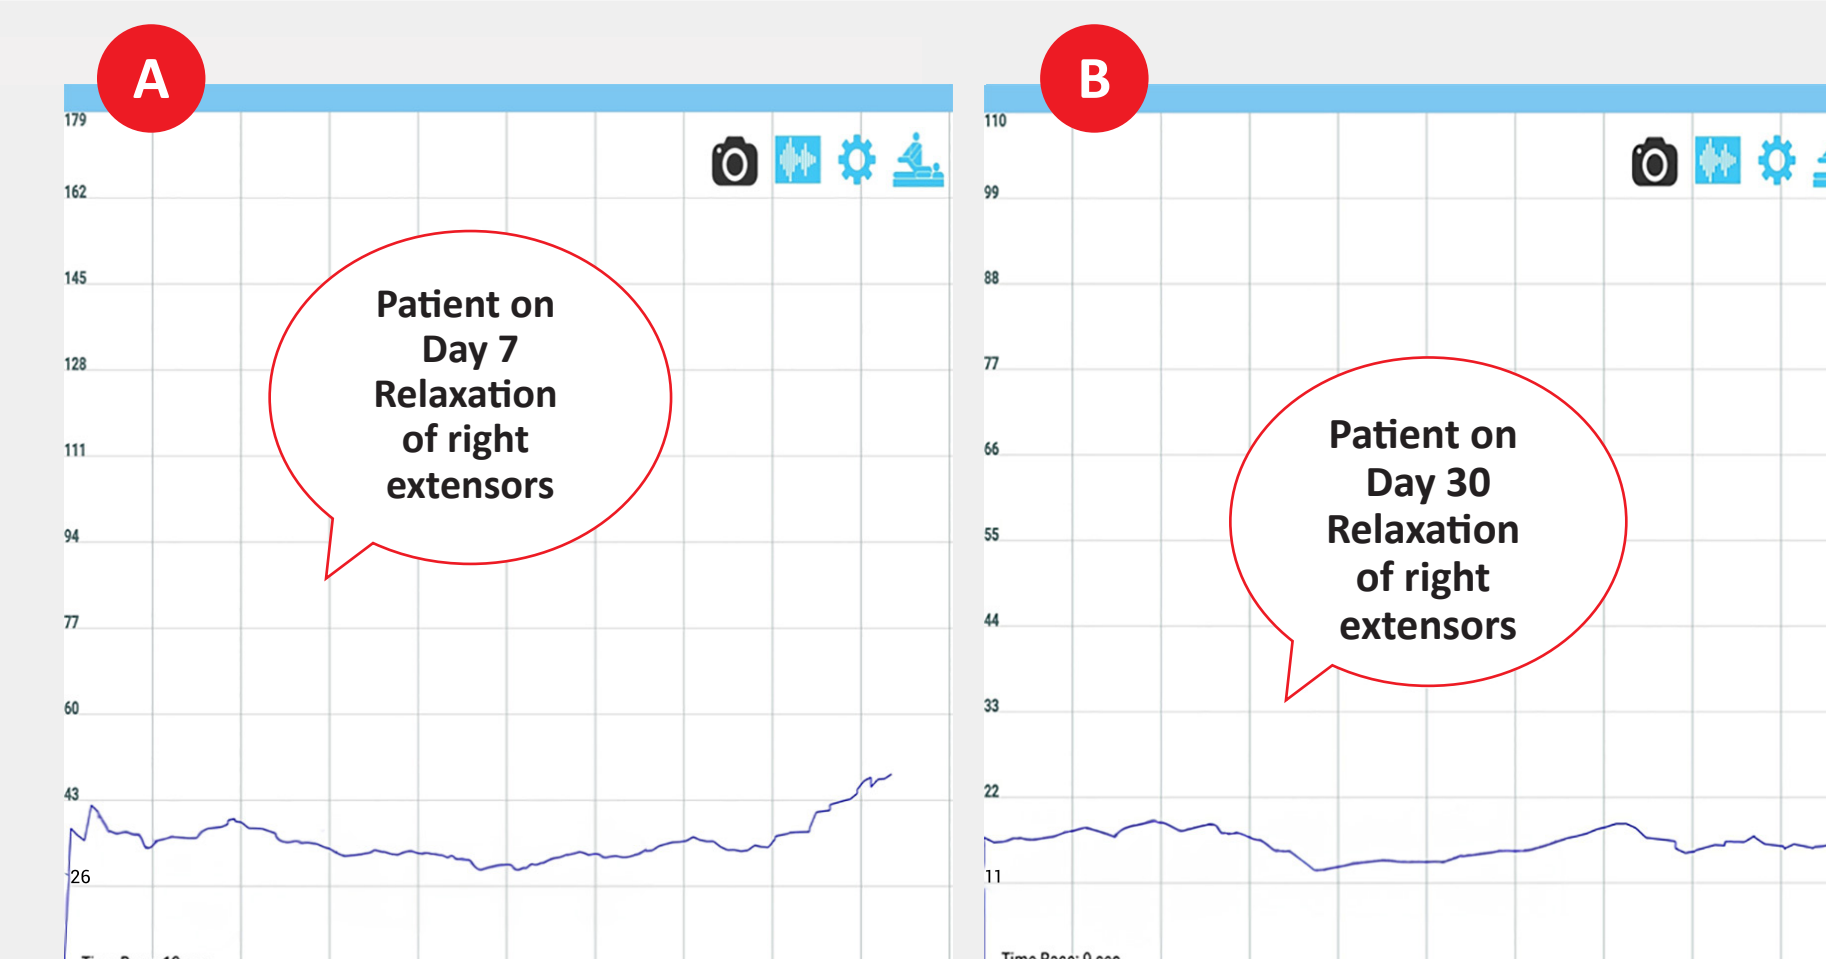 A
179
162
145
128
111
94
77
60
43
26
Patient on
Day 7
Relaxation
of right
extensors
B
110
99
88
77
66
55
44
33
22
11
Patient on
Day 30
Relaxation
of right
extensors